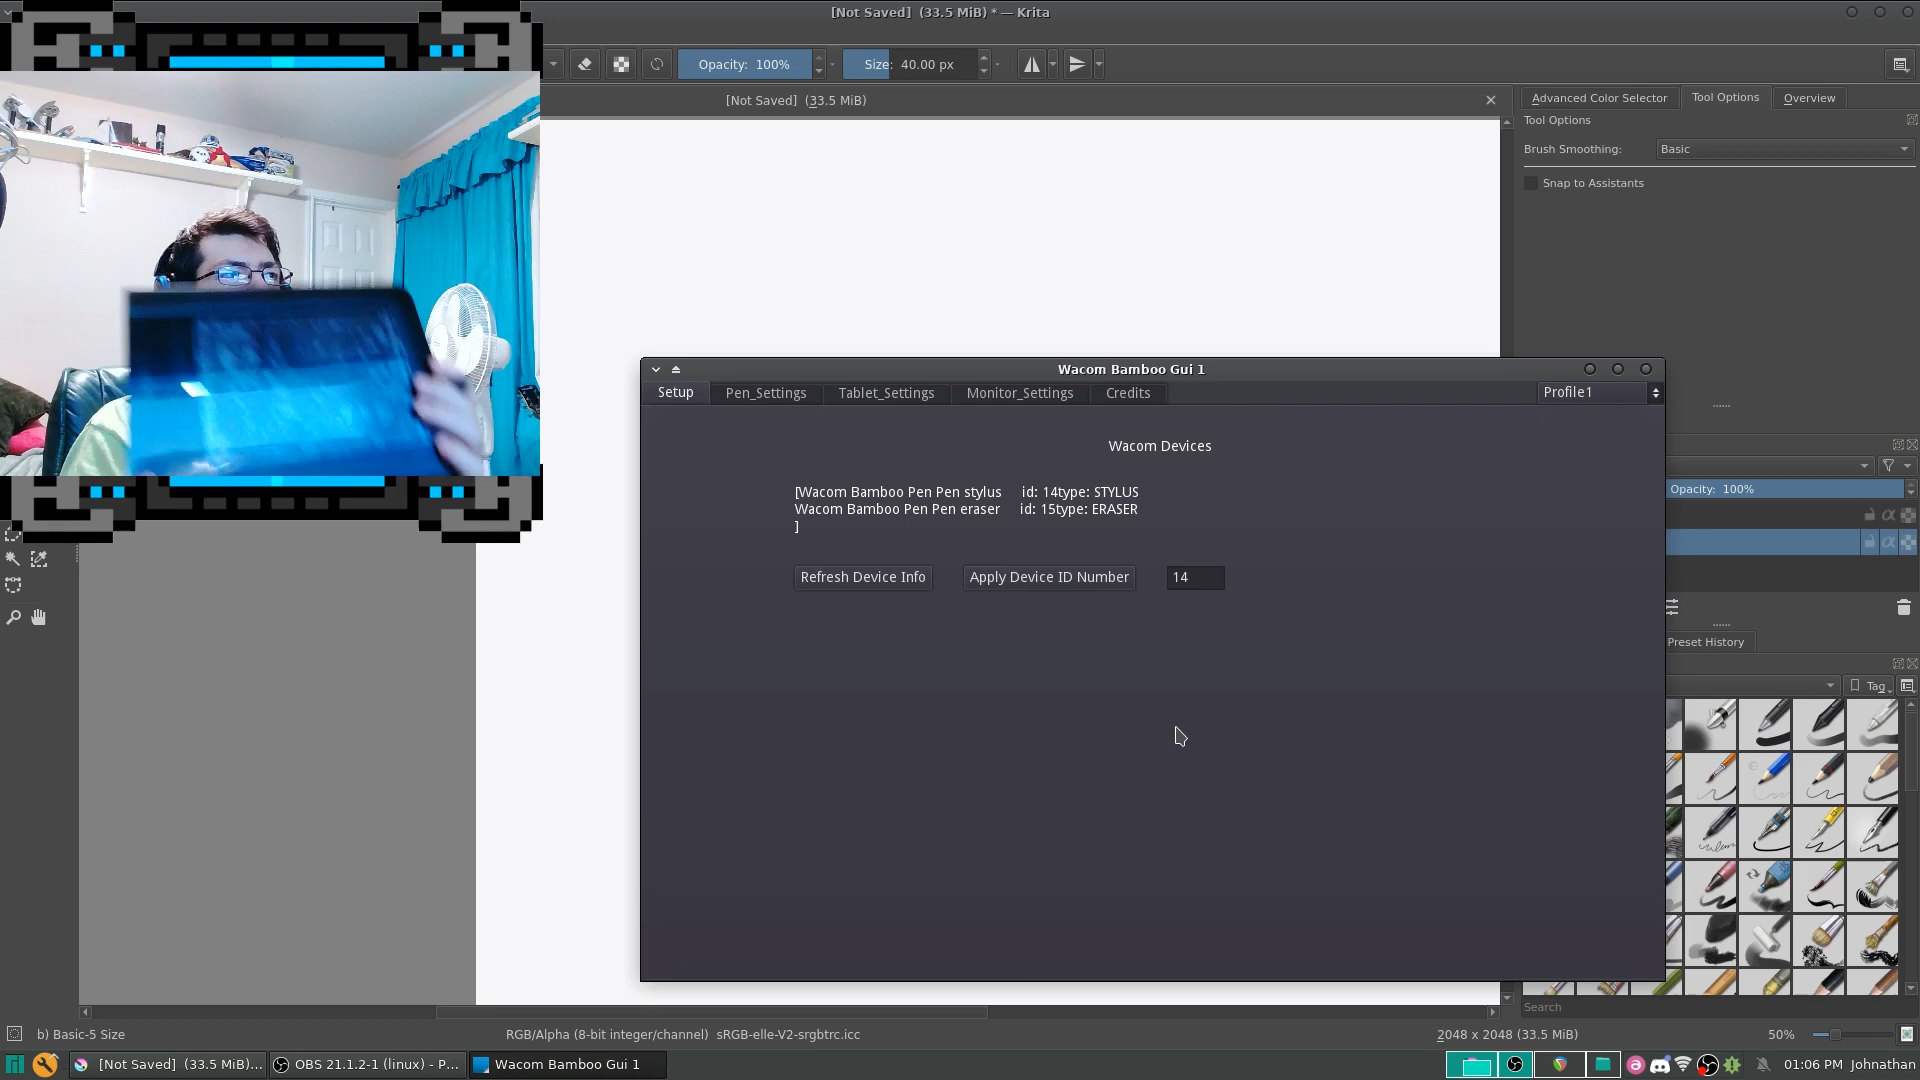 [Not Saved]  (33.5 MiB) * — Krita
Opacity: 100%
Size: 40.00 px
[Not Saved]  (33.5 MiB)
Advanced Color Selector
Tool Options
Overview
Tool Options
Brush Smoothing:
Basic
Snap to Assistants
Wacom Bamboo Gui 1
Setup
Pen_Settings
Tablet_Settings
Monitor_Settings
Credits
Profile1
Wacom Devices
[Wacom Bamboo Pen Pen stylus     id: 14type: STYLUS
Wacom Bamboo Pen Pen eraser     id: 15type: ERASER
]
Refresh Device Info
Apply Device ID Number
14
Opacity: 100%
Preset History
Tag
Search
b) Basic-5 Size
RGB/Alpha (8-bit integer/channel)  sRGB-elle-V2-srgbtrc.icc
2048 x 2048 (33.5 MiB)
50%
[Not Saved]  (33.5 MiB)...
OBS 21.1.2-1 (linux) - P...
Wacom Bamboo Gui 1
01:06 PM
Johnathan